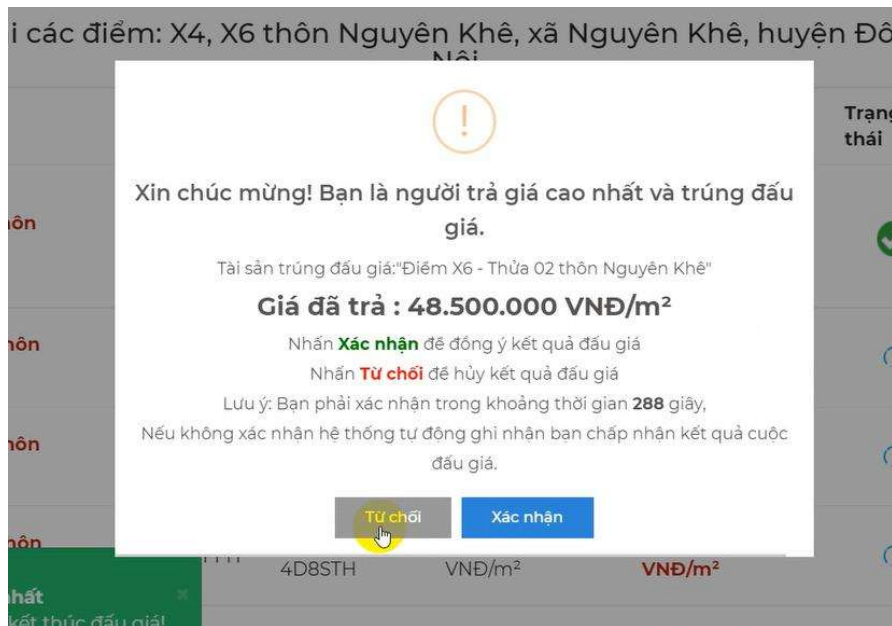 i các điểm: X4, X6 thôn Nguyên Khê, xã Nguyên Khê, huyện Đô
Nội
Trạng
thái
!
Xin chúc mừng! Bạn là người trả giá cao nhất và trúng đấu
giá.
ôn
Tài sản trúng đấu giá:"Điểm X6 - Thửa 02 thôn Nguyên Khê"
Giá đã trả : 48.500.000 VNĐ/m²
Nhấn Xác nhận để đồng ý kết quả đấu giá
hôn
Nhấn Từ chối để hủy kết quả đấu giá
Lưu ý: Bạn phải xác nhận trong khoảng thời gian 288 giây,
Nếu không xác nhận hệ thống tự động ghi nhận bạn chấp nhận kết quả cuộc
hôn
đấu giá.
Từ chối
Xác nhận
hôn
4D8STH VNĐ/m² VNĐ/m²
nhất ×
kết thúc đấu giá!